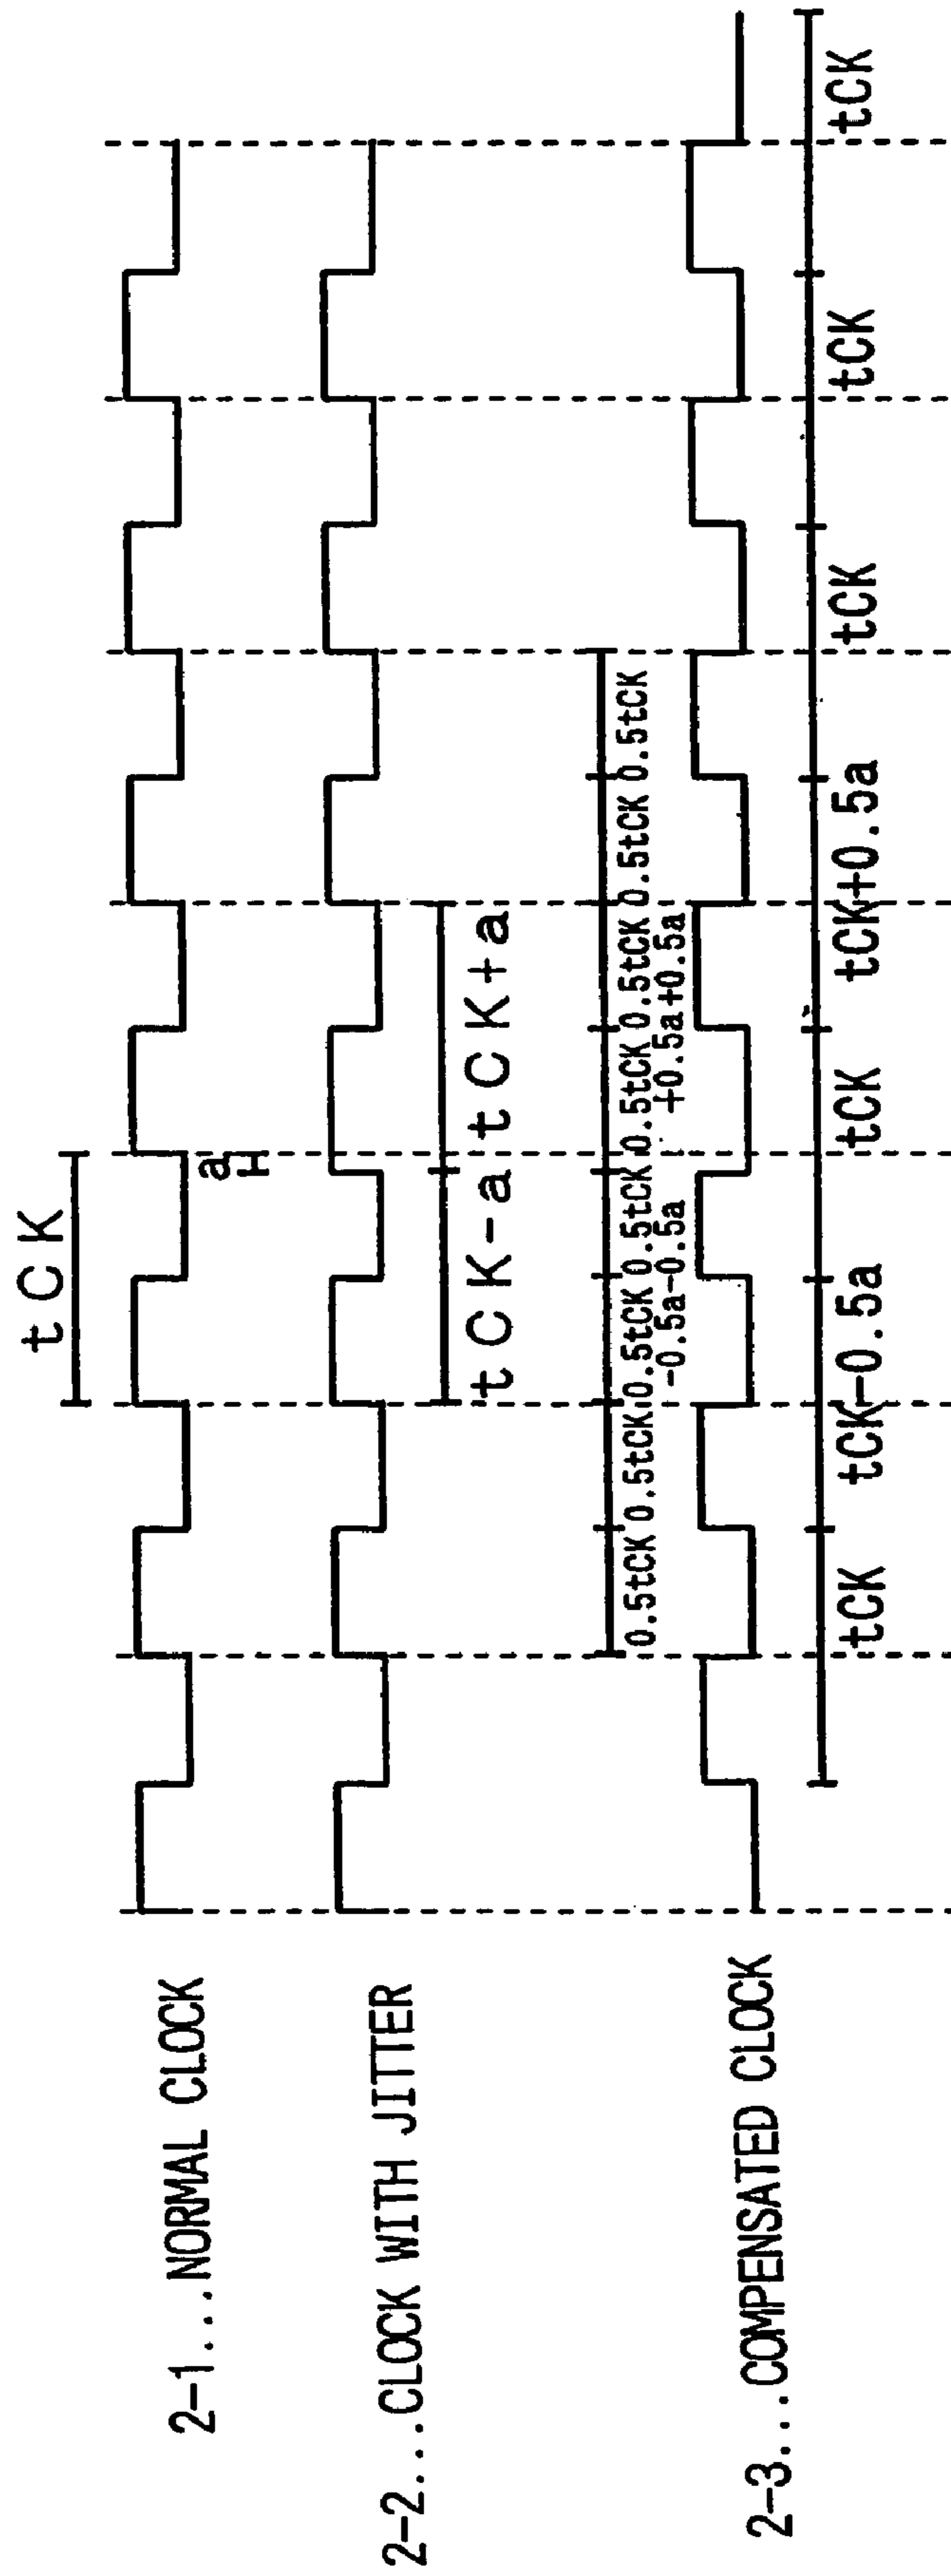 tCK
2-1...NORMAL CLOCK
a
2-2...CLOCK WITH JITTER
tCK-a tCK+a
0.5tCK 0.5tCK 0.5tCK 0.5tCK 0.5tCK 0.5tCK 0.5tCK 0.5tCK
-0.5a-0.5a +0.5a+0.5a
2-3...COMPENSATED CLOCK
tCK tCK-0.5a tCK tCK+0.5a tCK tCK tCK